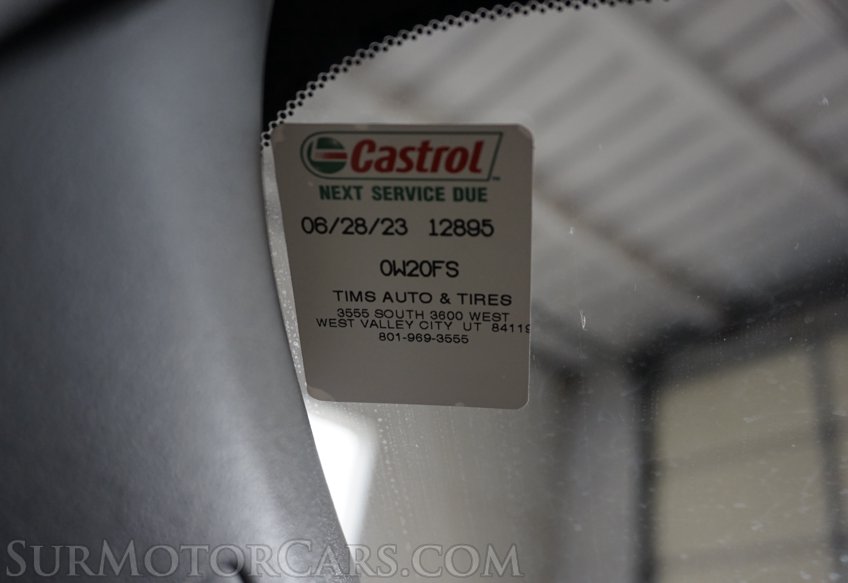 Castrol
NEXT SERVICE DUE
06/28/23 12895
0W20FS
TIMS AUTO & TIRES
3555 SOUTH 3600 WEST
WEST VALLEY CITY UT 84119
801-969-3555
SURMOTORCARS.COM